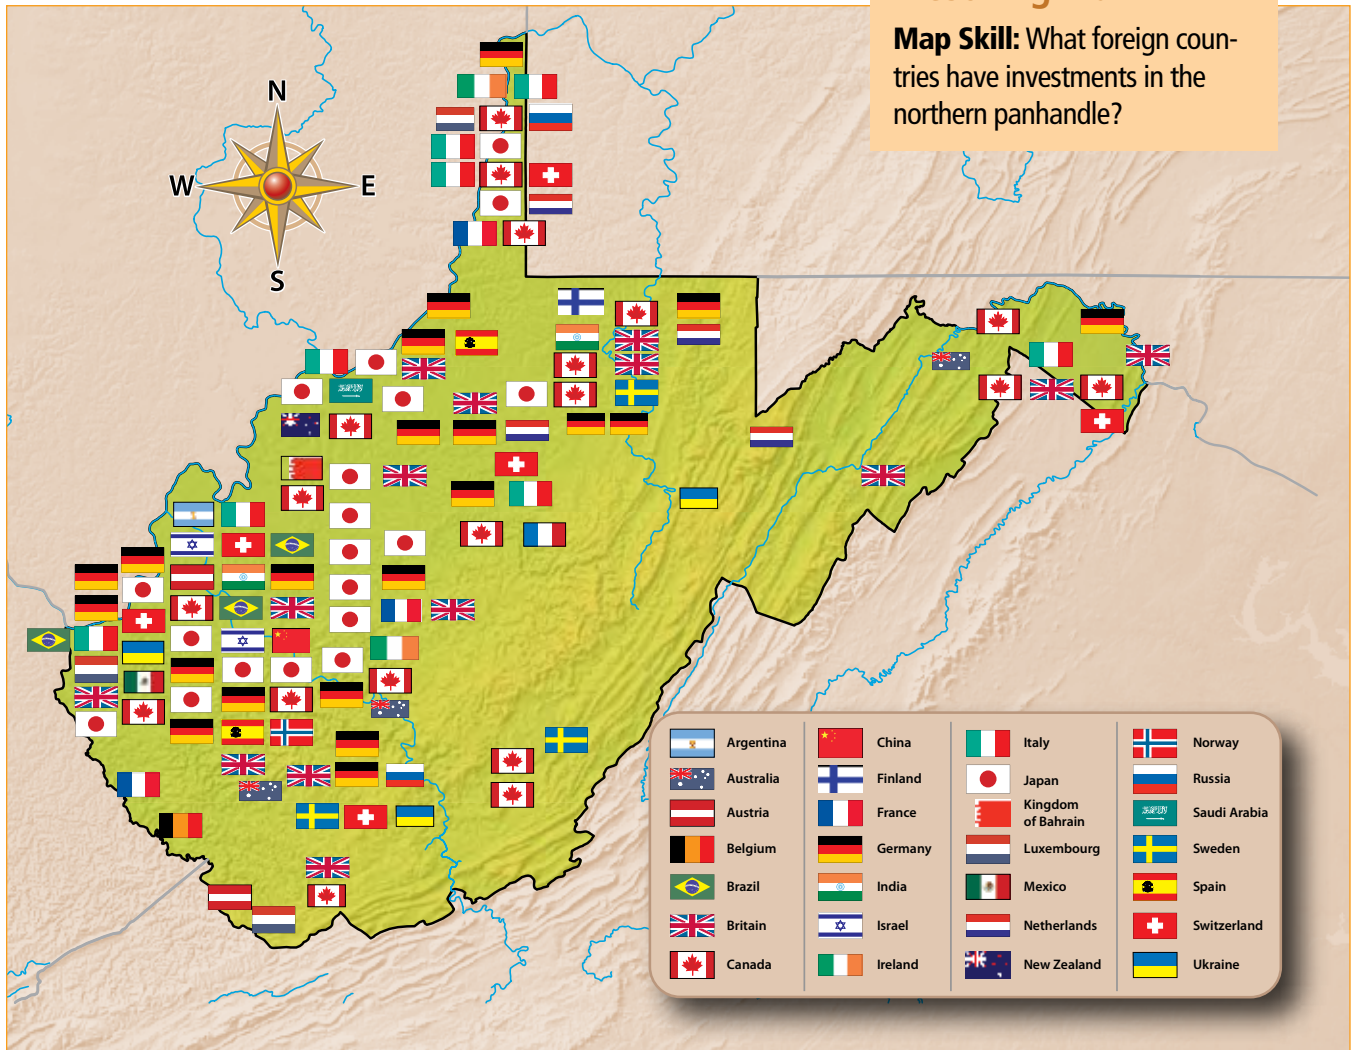 Map Skill: What foreign coun-
tries have investments in the
northern panhandle?
N
W
E
S
Argentina
Australia
Austria
Belgium
Brazil
Britain
Canada
China
Finland
France
Germany
India
Israel
Ireland
Italy
Japan
Kingdom
of Bahrain
Luxembourg
Mexico
Netherlands
New Zealand
Norway
Russia
Saudi Arabia
Sweden
Spain
Switzerland
Ukraine